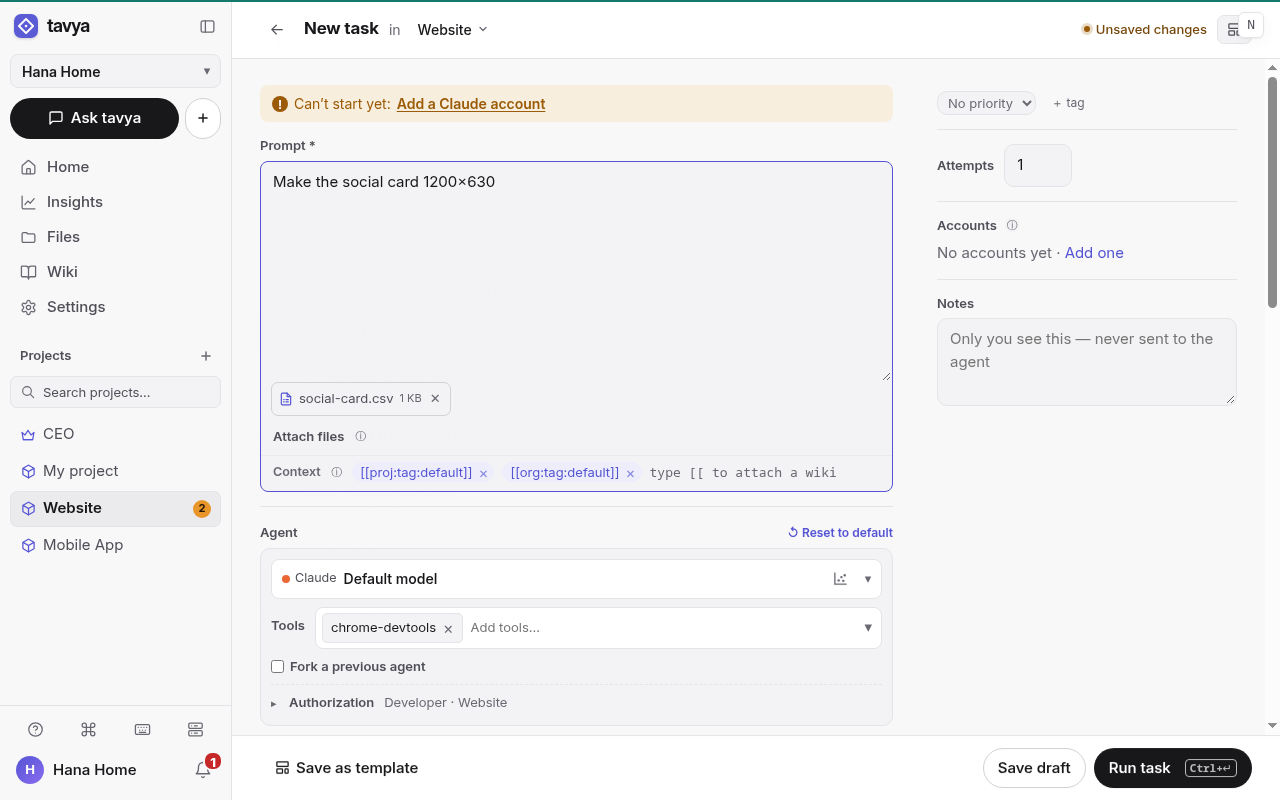 tavya
Hana Home
Ask tavya
+
Home
Insights
Files
Wiki
Settings
Projects
Search projects...
CEO
My project
Website
2
Mobile App
H
Hana Home
1
New task in Website
Unsaved changes
N
Can't start yet: Add a Claude account
Prompt *
Make the social card 1200×630
social-card.csv 1 KB ×
Attach files
Context [[proj:tag:default]] × [[org:tag:default]] × type [[ to attach a wiki
Agent
Reset to default
Claude Default model
Tools chrome-devtools × Add tools...
Fork a previous agent
Authorization Developer · Website
No priority
+ tag
Attempts 1
Accounts
No accounts yet · Add one
Notes
Only you see this — never sent to the
agent
Save as template
Save draft
Run task Ctrl+↵